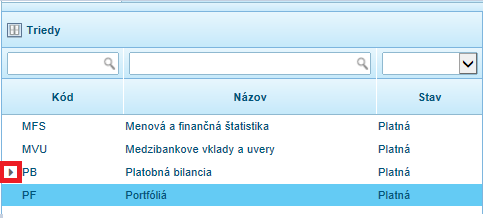 Triedy
Kód Názov Stav
MFS Menová a finančná štatistika Platná
MVU Medzibankove vklady a uvery Platná
PB Platobná bilancia Platná
PF Portfóliá Platná